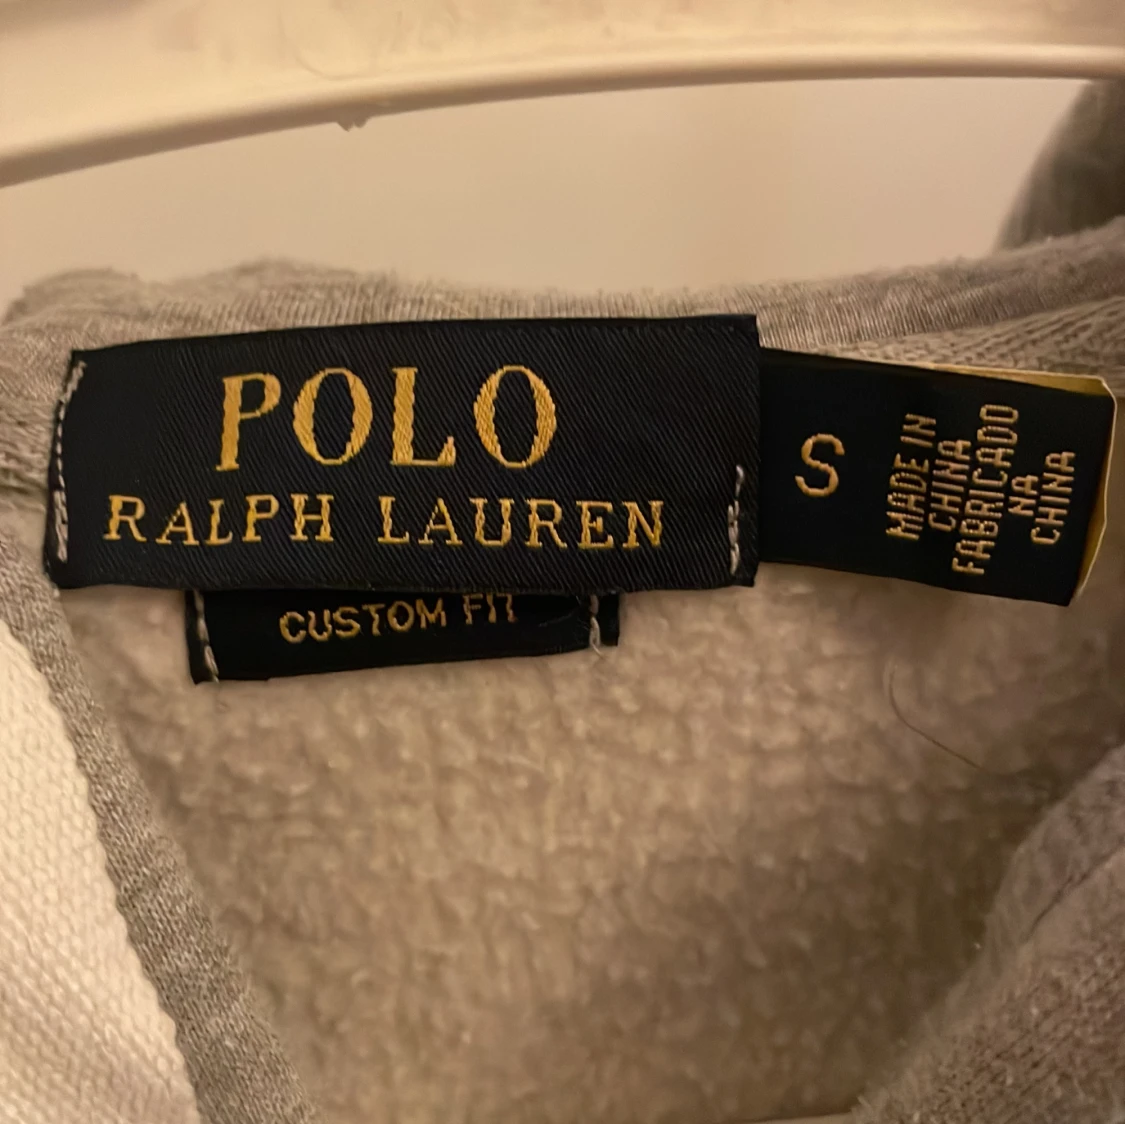 POLO
RALPH LAUREN
CUSTOM FIT
S
MADE IN
CHINA
FABRICADO
NA
CHINA